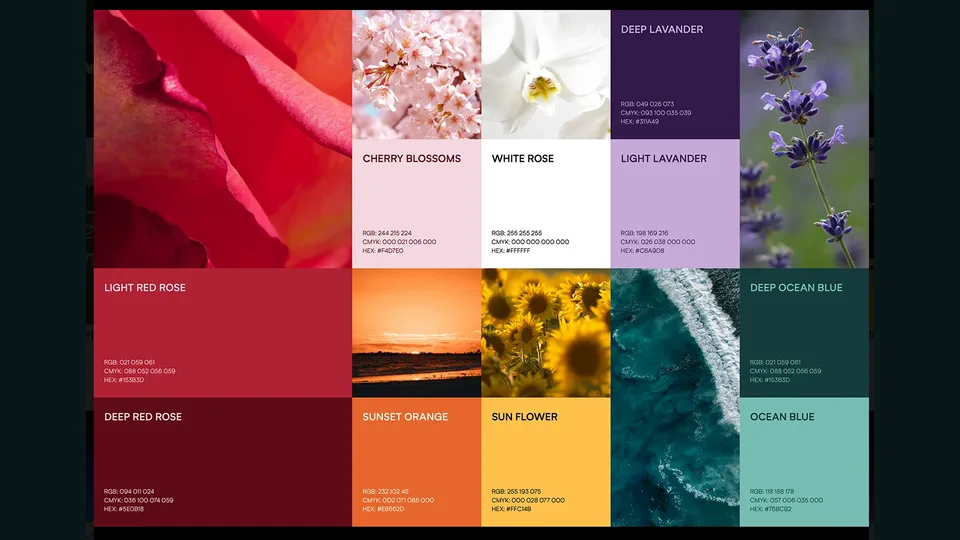 DEEP LAVANDER
RGB: 049 026 073
CMYK: 093 100 035 039
HEX: #311A49
CHERRY BLOSSOMS
RGB: 244 215 224
CMYK: 000 021 006 000
HEX: #F4D7E0
WHITE ROSE
RGB: 255 255 255
CMYK: 000 000 000 000
HEX: #FFFFFF
LIGHT LAVANDER
RGB: 198 169 216
CMYK: 026 038 000 000
HEX: #C6A9D8
LIGHT RED ROSE
RGB: 021 059 061
CMYK: 088 052 056 059
HEX: #153B3D
DEEP OCEAN BLUE
RGB: 021 059 061
CMYK: 088 052 056 059
HEX: #153B3D
DEEP RED ROSE
RGB: 094 011 024
CMYK: 036 100 074 059
HEX: #5E0B18
SUNSET ORANGE
RGB: 232 102 45
CMYK: 002 071 086 000
HEX: #E8662D
SUN FLOWER
RGB: 255 193 075
CMYK: 000 028 077 000
HEX: #FFC14B
OCEAN BLUE
RGB: 118 188 178
CMYK: 057 006 035 000
HEX: #76BCB2